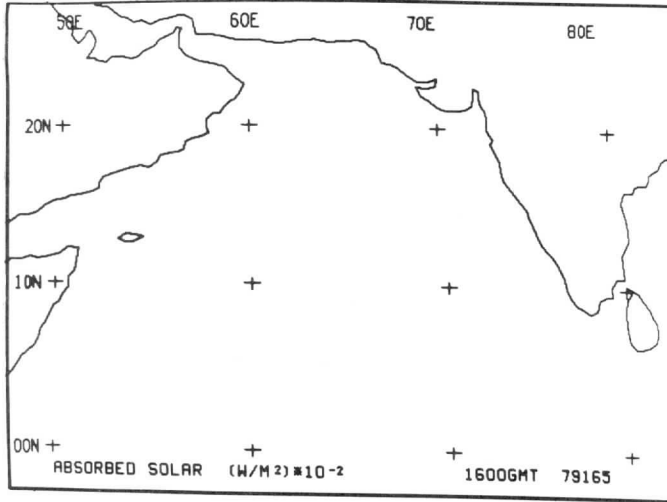 50E 60E 70E 80E
20N
10N
00N
ABSORBED SOLAR (W/M²)*10⁻² 1600GMT 79165